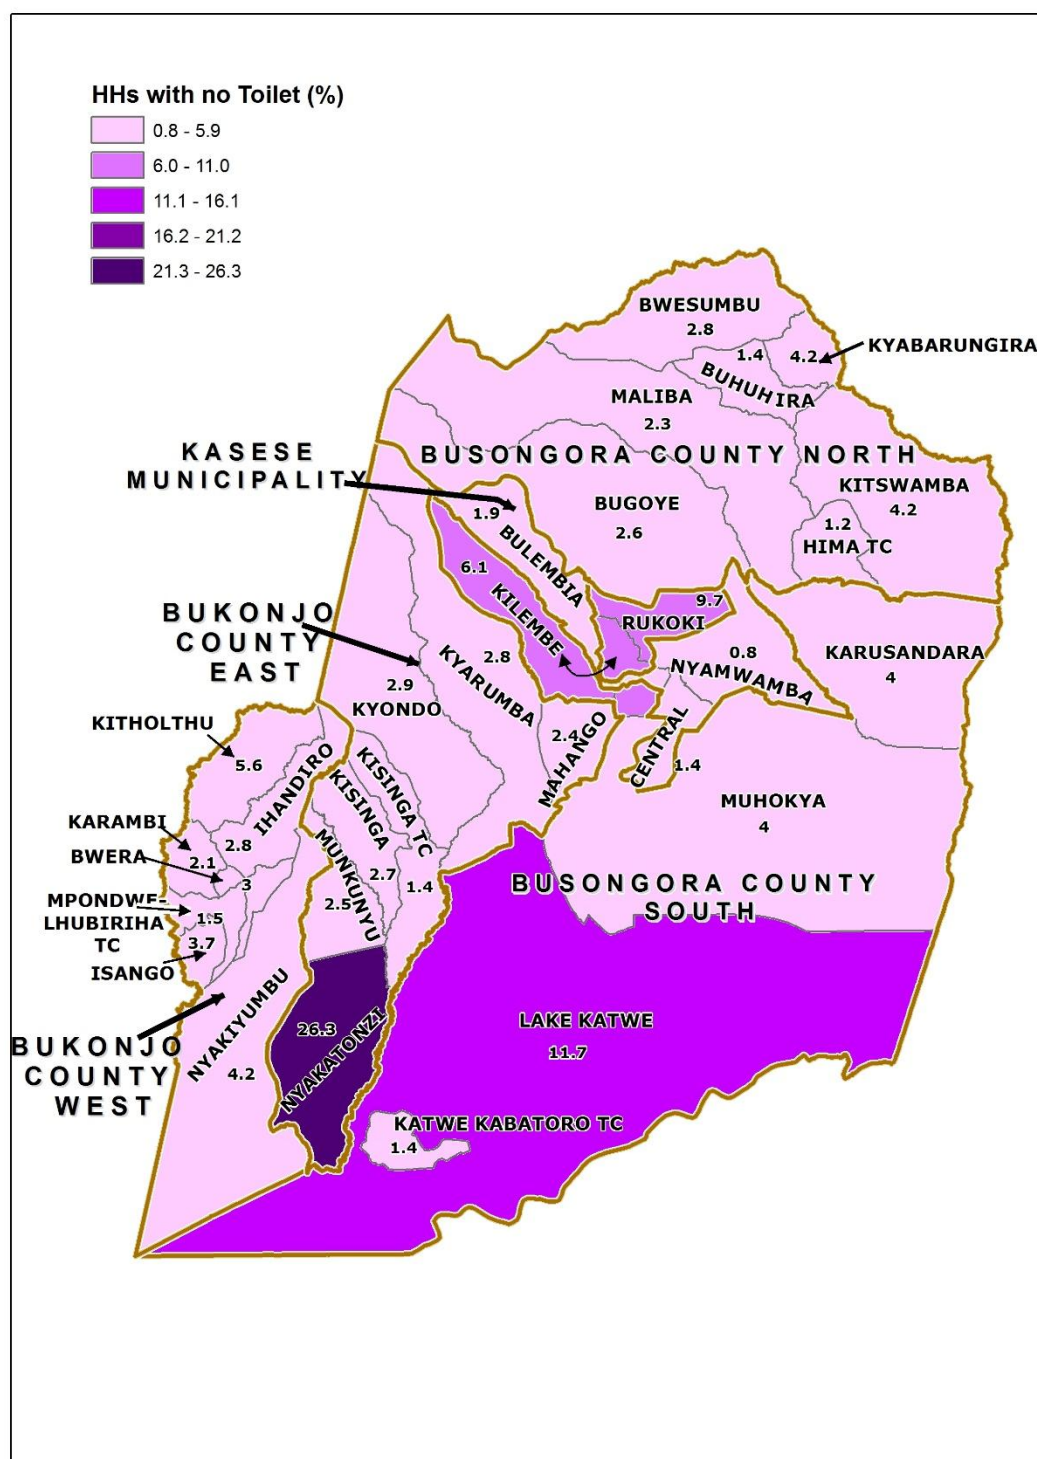 HHs with no Toilet (%)
0.8 - 5.9
6.0 - 11.0
11.1 - 16.1
16.2 - 21.2
21.3 - 26.3
BWESUMBU
2.8
1.4
4.2
KYABARUNGIRA
BUHUHIRA
MALIBA
2.3
KASESE
MUNICIPALITY
BUSONGORA COUNTY NORTH
KITSWAMBA
4.2
1.9
BUGOYE
2.6
1.2
HIMA TC
BULEMBIA
6.1
KILEMBE
9.7
RUKOKI
BUKONJO
COUNTY
EAST
2.8
KYARUMBA
0.8
NYAMWAMBA
KARUSANDARA
4
2.9
KYONDO
KITHOLTHU
5.6
2.4
MAHANGO
CENTRAL
1.4
IHANDIRO
KISINGA TC
KISINGA
MUHOKYA
4
KARAMBI
2.8
2.1
BWERA
3
MUNKUNYU
2.7
1.4
BUSONGORA COUNTY
SOUTH
MPONDWE-
LHUBIRIHA
TC
1.5
2.5
3.7
ISANGO
NYAKIYUMBU
4.2
26.3
NYAKATONZI
LAKE KATWE
11.7
BUKONJO
COUNTY
WEST
KATWE KABATORO TC
1.4